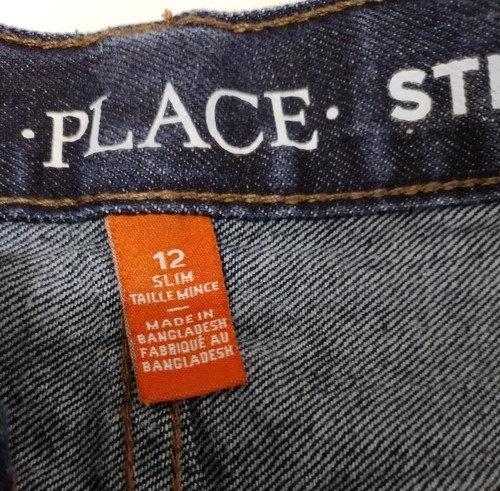 ·PLACE·
12
SLIM
TAILLE MINCE
MADE IN
BANGLADESH
FABRIQUÉ AU
BANGLADESH